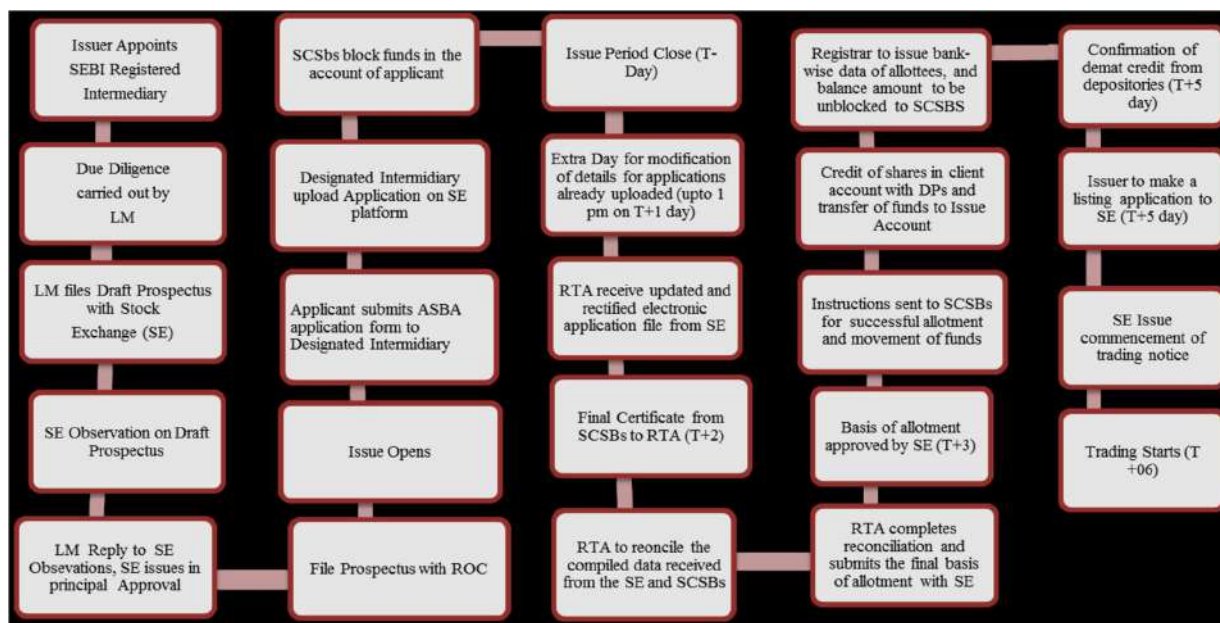 Issuer Appoints
SEBI Registered
Intermediary
Due Diligence
carried out by
LM
LM files Draft Prospectus
with Stock
Exchange (SE)
SE Observation on Draft
Prospectus
LM Reply to SE
Obsevations, SE issues in
principal Approval
File Prospectus with ROC
Issue Opens
Applicant submits ASBA
application form to
Designated Intermidiary
Designated Intermidiary
upload Application on SE
platform
SCSbs block funds in the
account of applicant
Issue Period Close (T-
Day)
Extra Day for modification
of details for applications
already uploaded (upto 1
pm on T+1 day)
RTA receive updated and
rectified electronic
application file from SE
Final Certificate from
SCSBs to RTA (T+2)
RTA to reconcile the
compiled data received
from the SE and SCSBs
RTA completes
reconciliation and
submits the final basis
of allotment with SE
Basis of allotment
approved by SE (T+3)
Instructions sent to SCSBs
for successful allotment
and movement of funds
Credit of shares in client
account with DPs and
transfer of funds to Issue
Account
Registrar to issue bank-
wise data of allottees, and
balance amount to be
unblocked to SCSBS
Confirmation of
demat credit from
depositories (T+5
day)
Issuer to make a
listing application to
SE (T+5 day)
SE Issue
commencement of
trading notice
Trading Starts (T
+06)